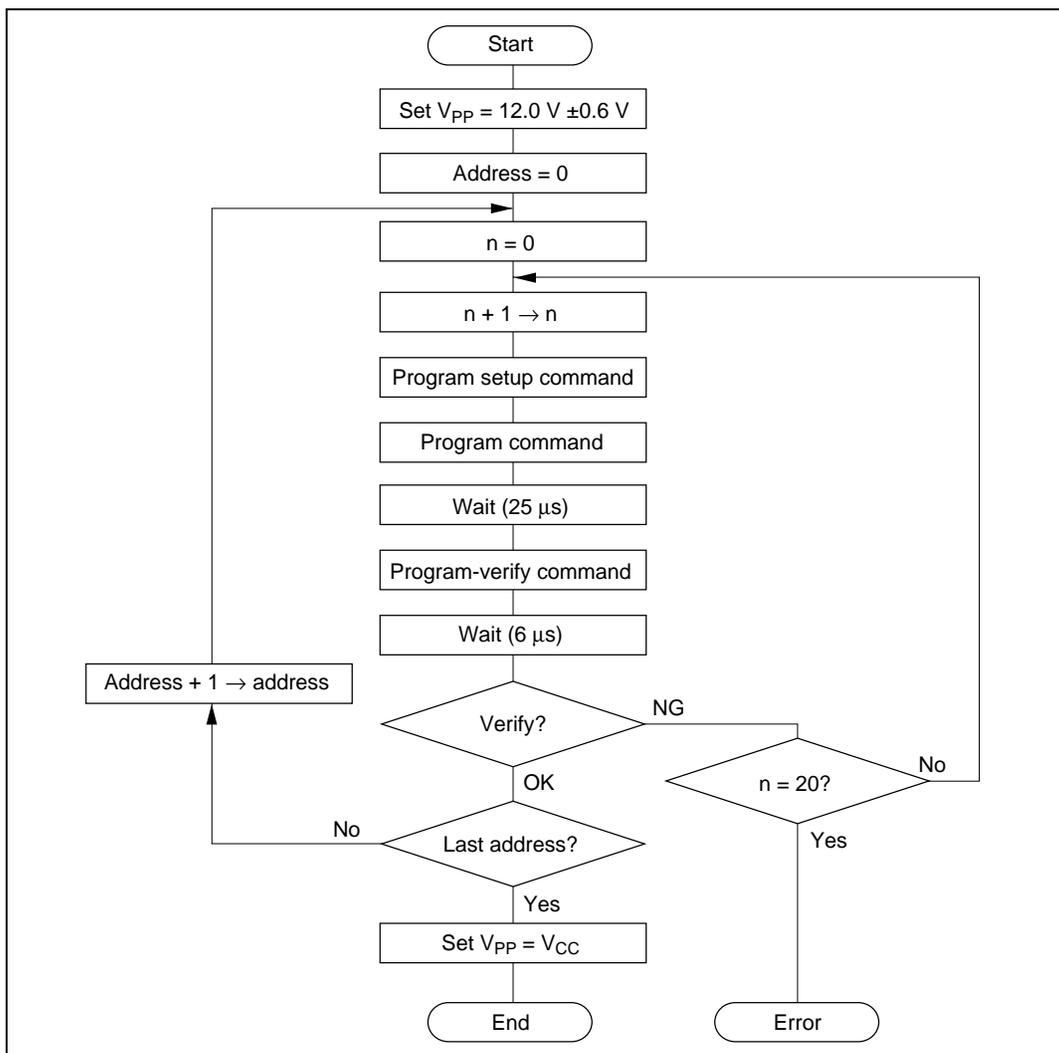 Start
Set VPP = 12.0 V ±0.6 V
Address = 0
n = 0
n + 1 → n
Program setup command
Program command
Wait (25 μs)
Program-verify command
Wait (6 μs)
Address + 1 → address
Verify?
NG
n = 20?
No
OK
Last address?
No
Yes
Yes
Set VPP = VCC
End
Error